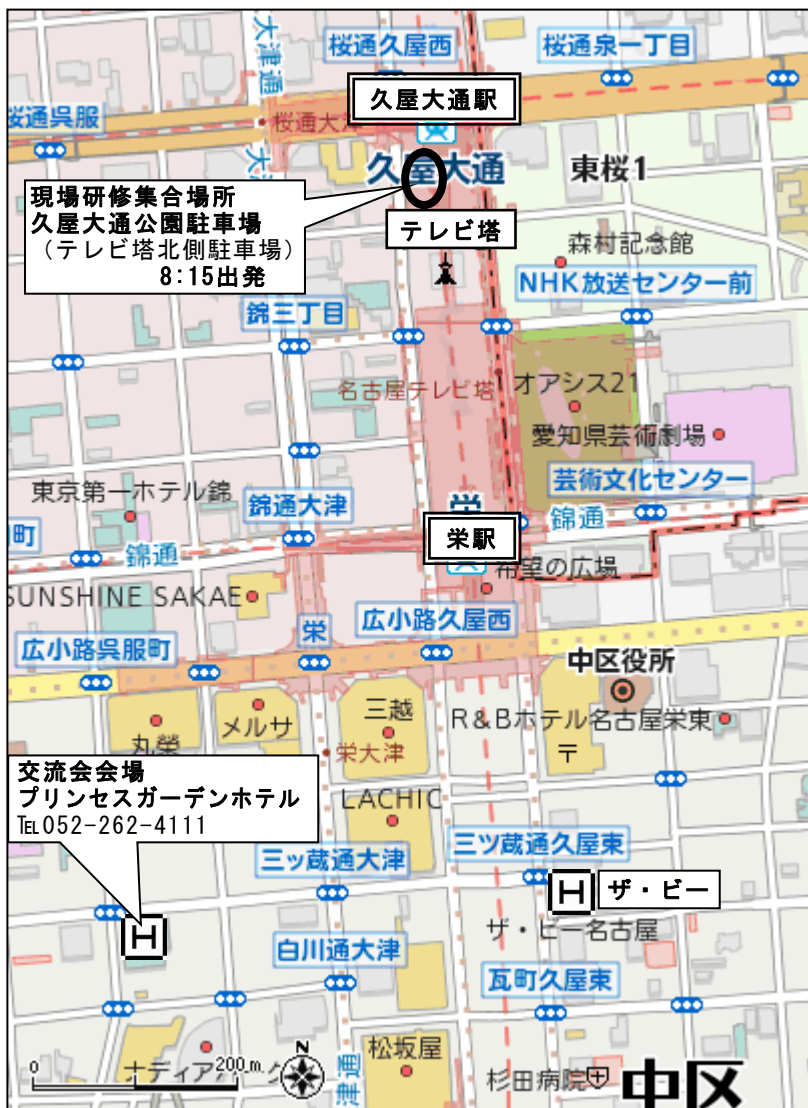 大津通
桜通久屋西
桜通泉一丁目
久屋大通駅
桜通呉服
桜通大津
久屋大通
東桜1
現場研修集合場所
久屋大通公園駐車場
（テレビ塔北側駐車場）
8:15出発
テレビ塔
森村記念館
NHK放送センター前
錦三丁目
名古屋テレビ塔
オアシス21
愛知県芸術劇場
東京第一ホテル錦
芸術文化センター
錦通大津
栄
錦通
町
栄駅
錦通
希望の広場
SUNSHINE SAKAE
栄
広小路久屋西
広小路呉服町
中区役所
丸榮
メルサ
三越
R&Bホテル名古屋栄東
〒
栄大津
交流会会場
プリンセスガーデンホテル
℡052-262-4111
LACHIC
三ッ蔵通大津
三ツ蔵通久屋東
H
ザ・ビー
H
ザ・ビー名古屋
白川通大津
瓦町久屋東
0
200m
N
ナディアパーク
津通
松坂屋
杉田病院
中区